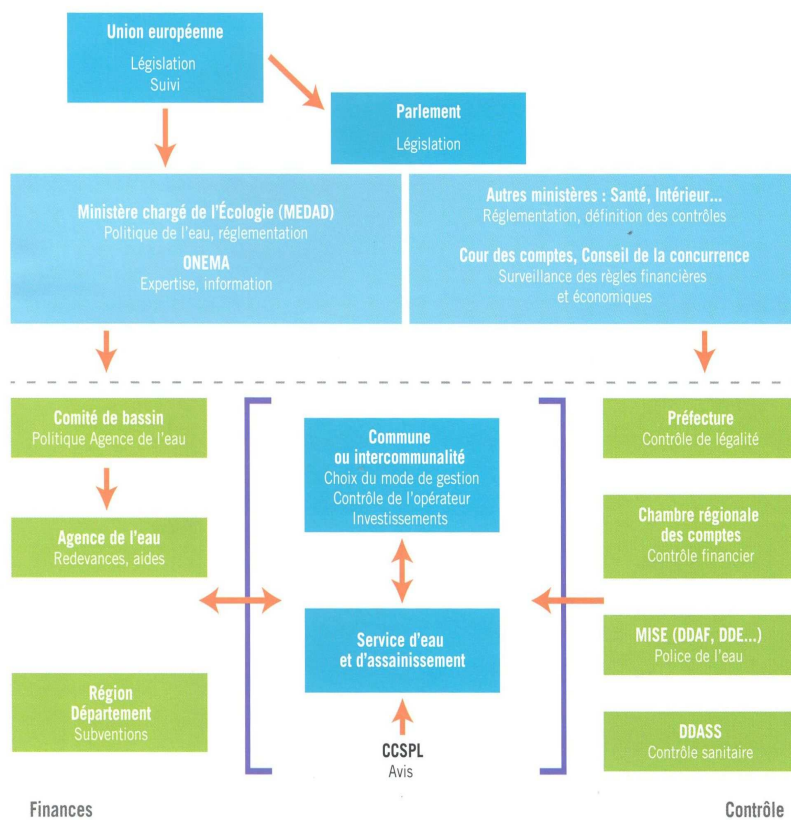 Union européenne
Législation
Suivi
Parlement
Législation
Ministère chargé de l'Écologie (MEDAD)
Politique de l'eau, réglementation
ONEMA
Expertise, information
Autres ministères : Santé, Intérieur...
Réglementation, définition des contrôles
Cour des comptes, Conseil de la concurrence
Surveillance des règles financières
et économiques
Comité de bassin
Politique Agence de l'eau
Agence de l'eau
Redevances, aides
Région
Département
Subventions
Commune
ou intercommunalité
Choix du mode de gestion
Contrôle de l'opérateur
Investissements
Service d'eau
et d'assainissement
CCSPL
Avis
Préfecture
Contrôle de légalité
Chambre régionale
des comptes
Contrôle financier
MISE (DDAF, DDE...)
Police de l'eau
DDASS
Contrôle sanitaire
Finances
Contrôle